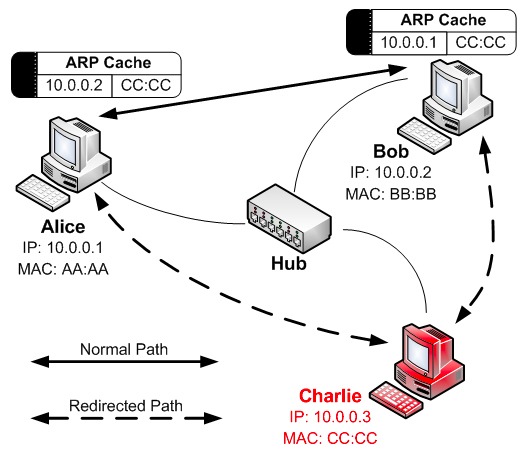 ARP Cache
10.0.0.1 CC:CC
ARP Cache
10.0.0.2 CC:CC
Bob
IP: 10.0.0.2
MAC: BB:BB
Alice
IP: 10.0.0.1
MAC: AA:AA
Hub
Normal Path
Redirected Path
Charlie
IP: 10.0.0.3
MAC: CC:CC